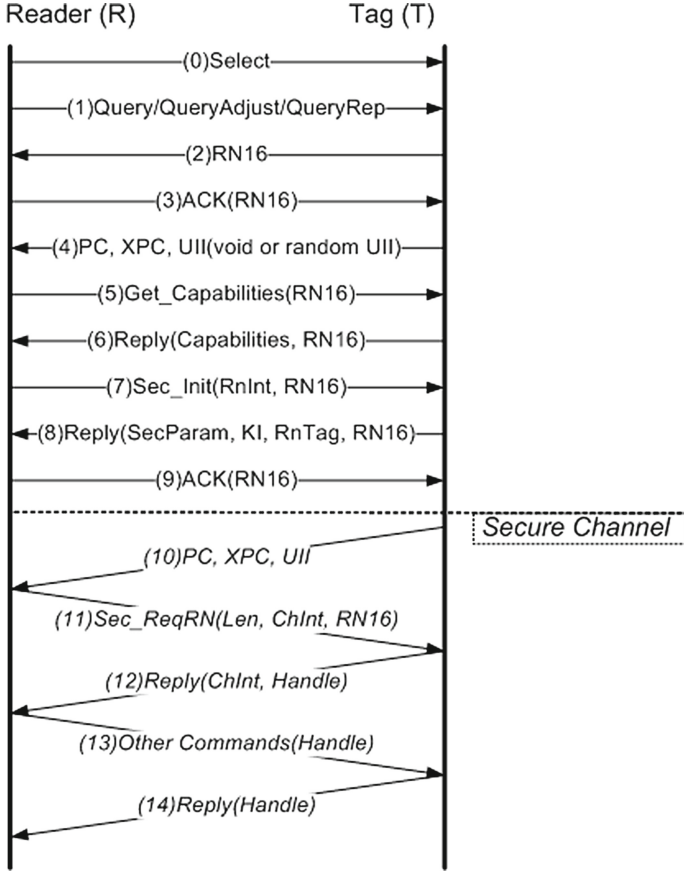 Reader (R) Tag (T)
(0)Select
(1)Query/QueryAdjust/QueryRep
(2)RN16
(3)ACK(RN16)
(4)PC, XPC, UII(void or random UII)
(5)Get_Capabilities(RN16)
(6)Reply(Capabilities, RN16)
(7)Sec_Init(RnInt, RN16)
(8)Reply(SecParam, KI, RnTag, RN16)
(9)ACK(RN16)
Secure Channel
(10)PC, XPC, UII
(11)Sec_ReqRN(Len, ChInt, RN16)
(12)Reply(ChInt, Handle)
(13)Other Commands(Handle)
(14)Reply(Handle)